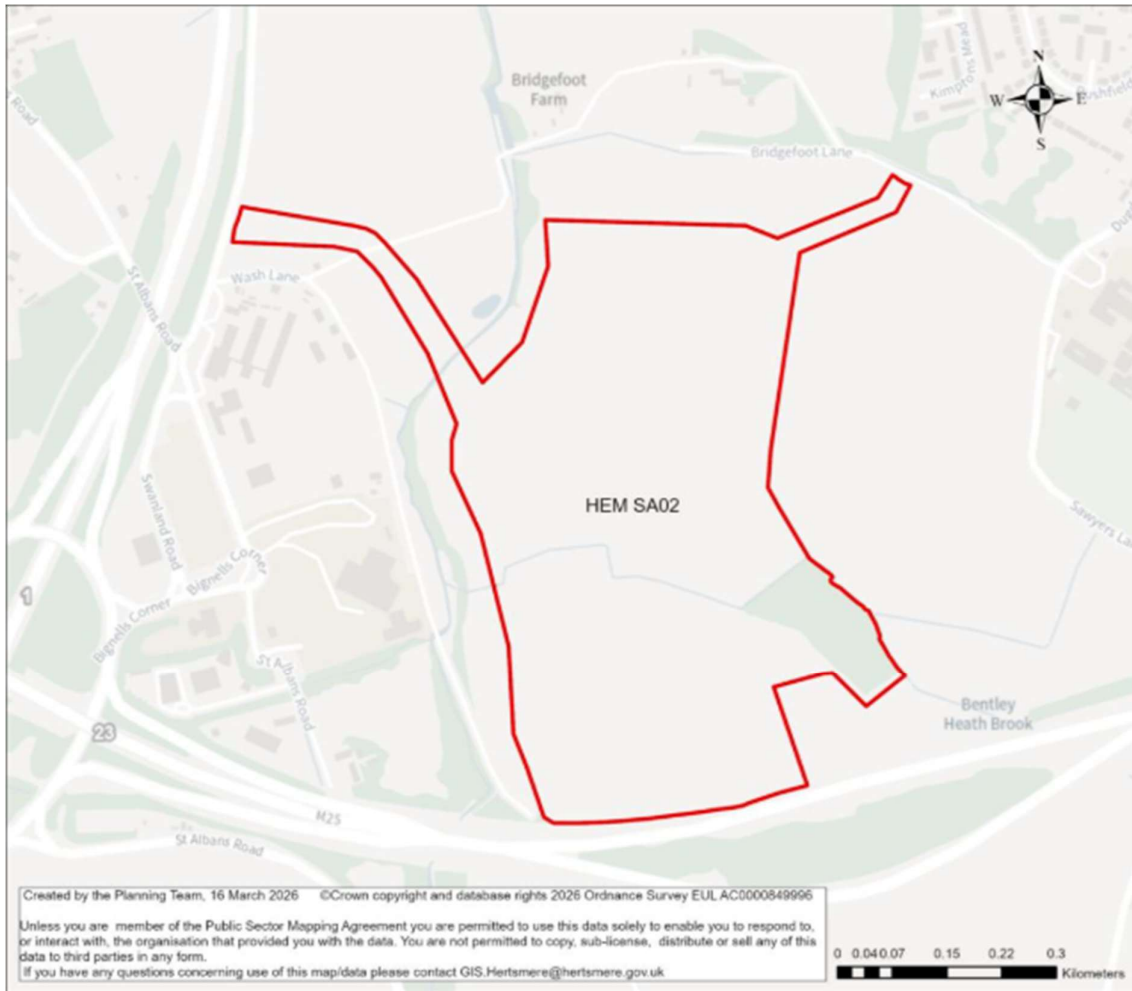 Bridgefoot
Farm
Kimptons Mead
N
W
E
S
Road
Bridgefoot Lane
St Albans Road
Wash Lane
HEM SA02
Swanland Road
Bignells Corner
Bignells Corner
1
St Albans Road
23
Bentley
Heath Brook
M25
St Albans Road
Created by the Planning Team, 16 March 2026 ©Crown copyright and database rights 2026 Ordnance Survey EUL AC0000849996
Unless you are member of the Public Sector Mapping Agreement you are permitted to use this data solely to enable you to respond to,
or interact with, the organisation that provided you with the data. You are not permitted to copy, sub-license, distribute or sell any of this
data to third parties in any form.
If you have any questions concerning use of this map/data please contact GIS.Hertsmere@hertsmere.gov.uk
0 0.04 0.07 0.15 0.22 0.3
Kilometers